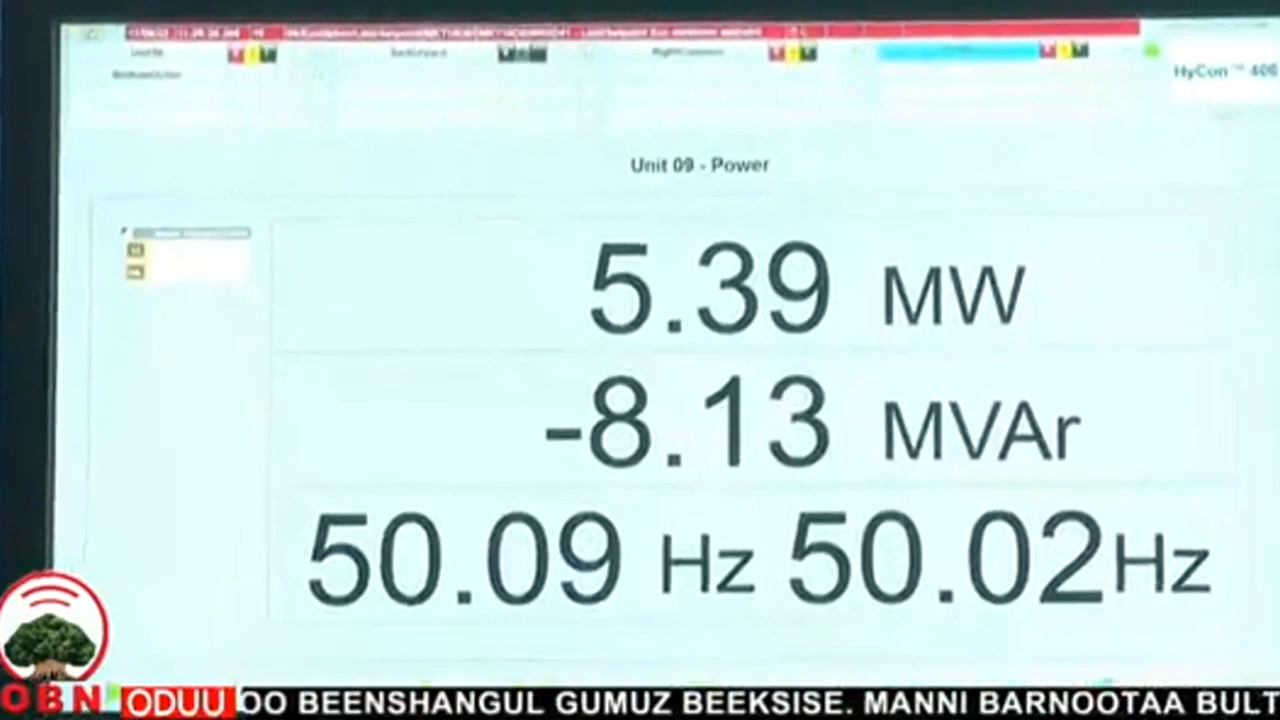 HyCon™ 400
Unit 09 - Power
5.39 MW
-8.13 MVAr
50.09 Hz 50.02 Hz
OBN
ODUU OO BEENSHANGUL GUMUZ BEEKSISE. MANNI BARNOOTAA BULT